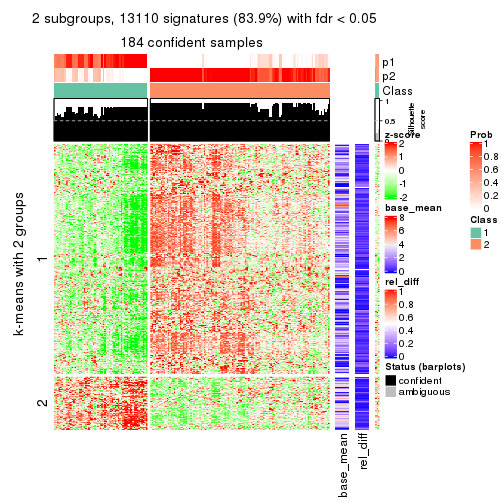 2 subgroups, 13110 signatures (83.9%) with fdr < 0.05
184 confident samples
p1
p2
Class
1
0.5
0
Silhouette
score
k-means with 2 groups
1
2
base_mean
rel_diff
z-score
2
1
0
-1
-2
base_mean
8
6
4
2
0
rel_diff
1
0.8
0.6
0.4
0.2
0
Status (barplots)
confident
ambiguous
Prob
1
0.8
0.6
0.4
0.2
0
Class
1
2